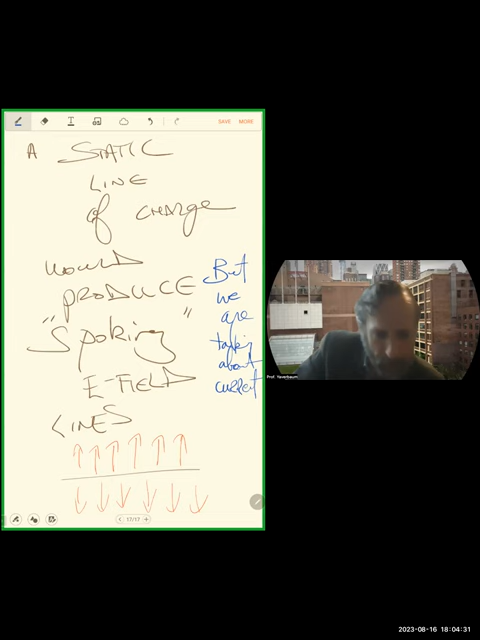 SAVE MORE
A STATIC
LINE
of CHARGE
WOULD
PRODUCE
"Spoking"
E-FIELD
LINES
But
we
are
talking
about
current
17/17
Prof. Yaverbaum
2023-08-16 18:04:31